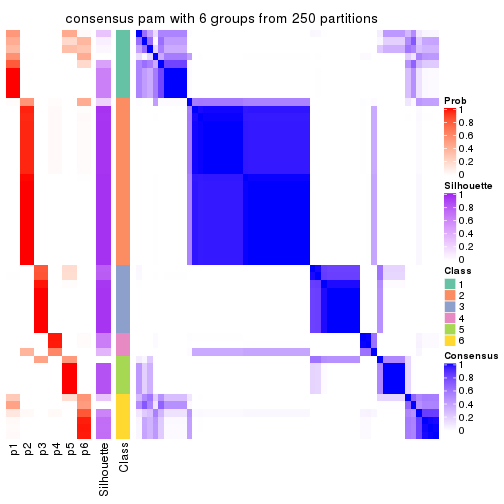 consensus pam with 6 groups from 250 partitions
Prob
1
0.8
0.6
0.4
0.2
0
Silhouette
1
0.8
0.6
0.4
0.2
0
Class
1
2
3
4
5
6
Consensus
1
0.8
0.6
0.4
0.2
0
p1
p2
p3
p4
p5
p6
Silhouette
Class